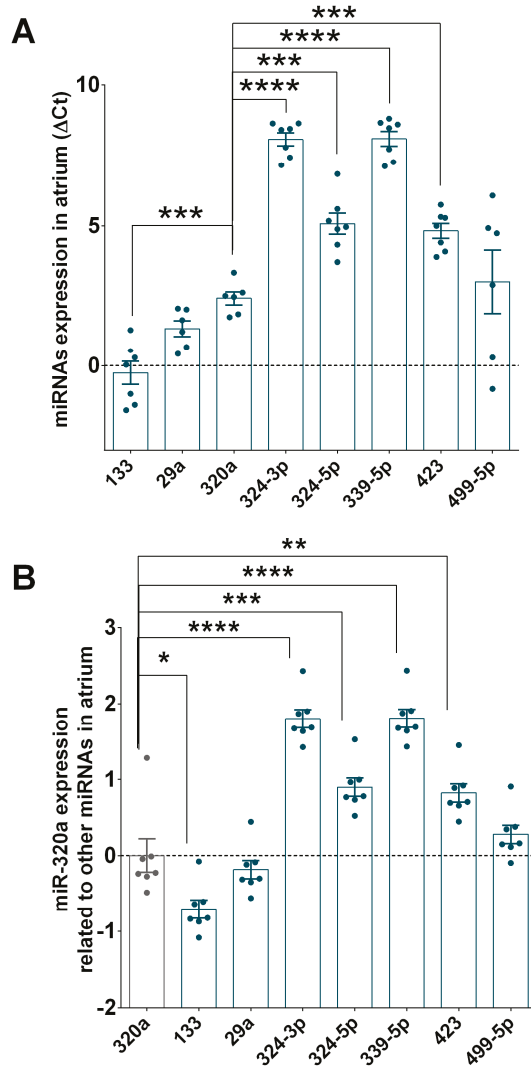 A
***
****
***
****
***
10
5
0
miRNAs expression in atrium (ΔCt)
133
29a
320a
324-3p
324-5p
339-5p
423
499-5p
B
**
****
***
****
*
3
2
1
0
-1
-2
miR-320a expression
related to other miRNAs in atrium
320a
133
29a
324-3p
324-5p
339-5p
423
499-5p